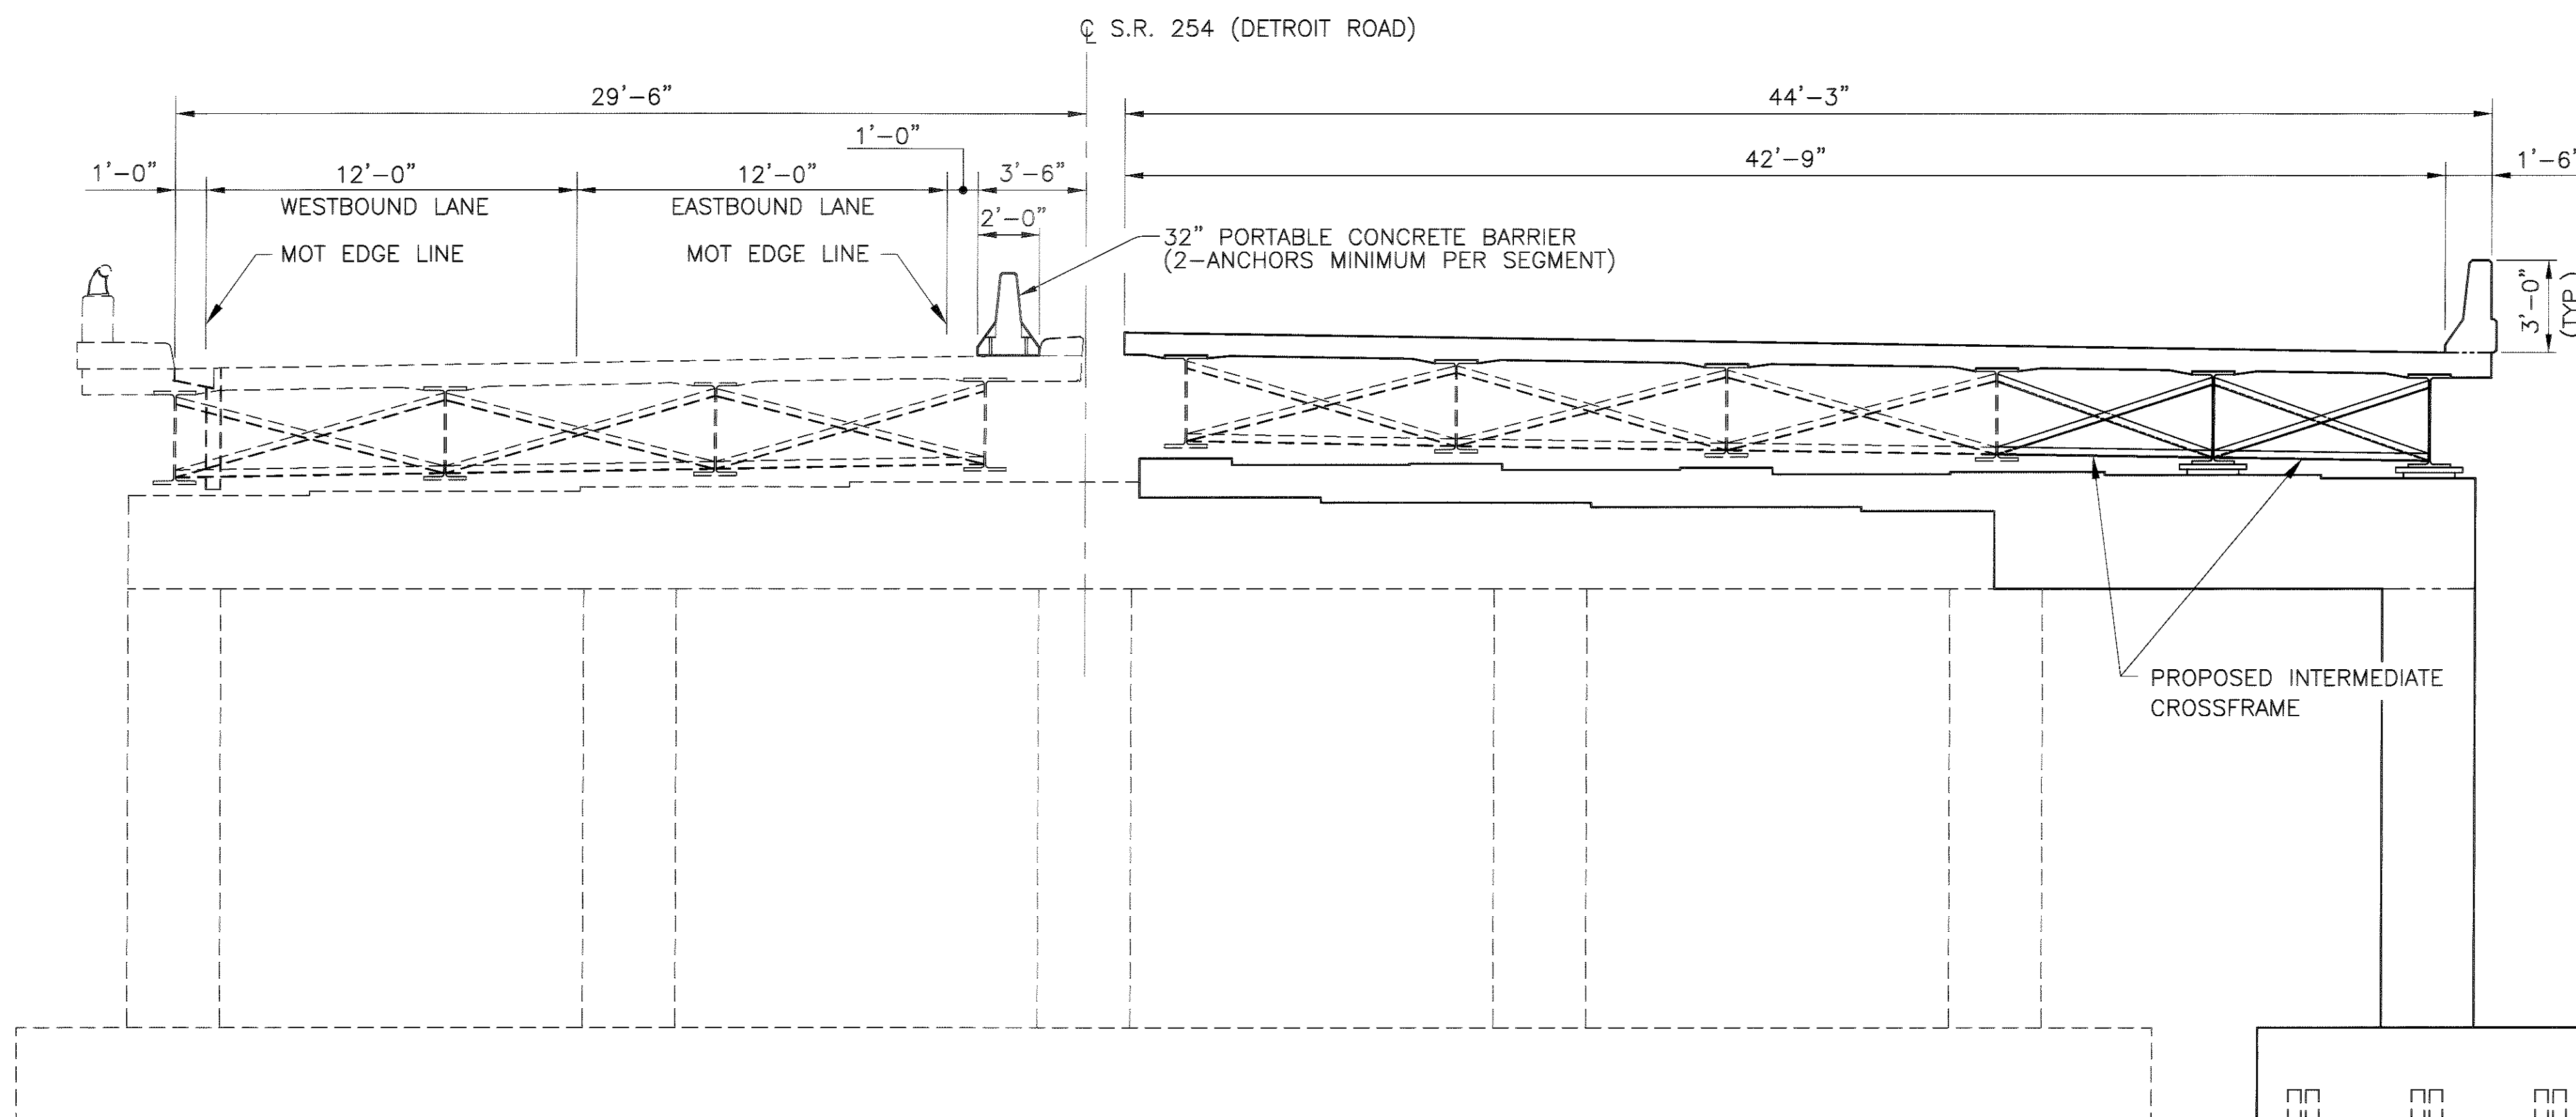 ℄ S.R. 254 (DETROIT ROAD)
29'-6"
44'-3"
1'-0"
1'-0"
12'-0"
12'-0"
3'-6"
42'-9"
1'-6"
WESTBOUND LANE
EASTBOUND LANE
2'-0"
MOT EDGE LINE
MOT EDGE LINE
32" PORTABLE CONCRETE BARRIER
(2-ANCHORS MINIMUM PER SEGMENT)
3'-0"
(TYP.)
PROPOSED INTERMEDIATE
CROSSFRAME